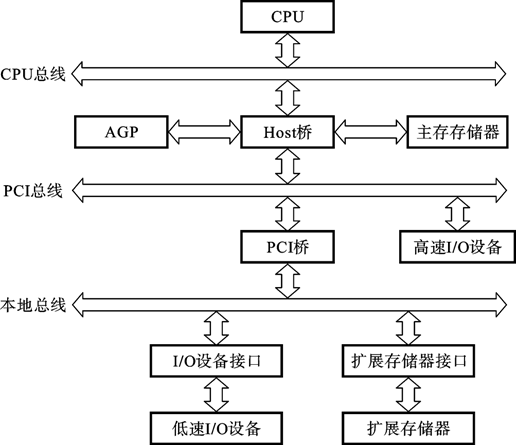 CPU
CPU总线
AGP
Host桥
主存存储器
PCI总线
PCI桥
高速I/O设备
本地总线
I/O设备接口
扩展存储器接口
低速I/O设备
扩展存储器